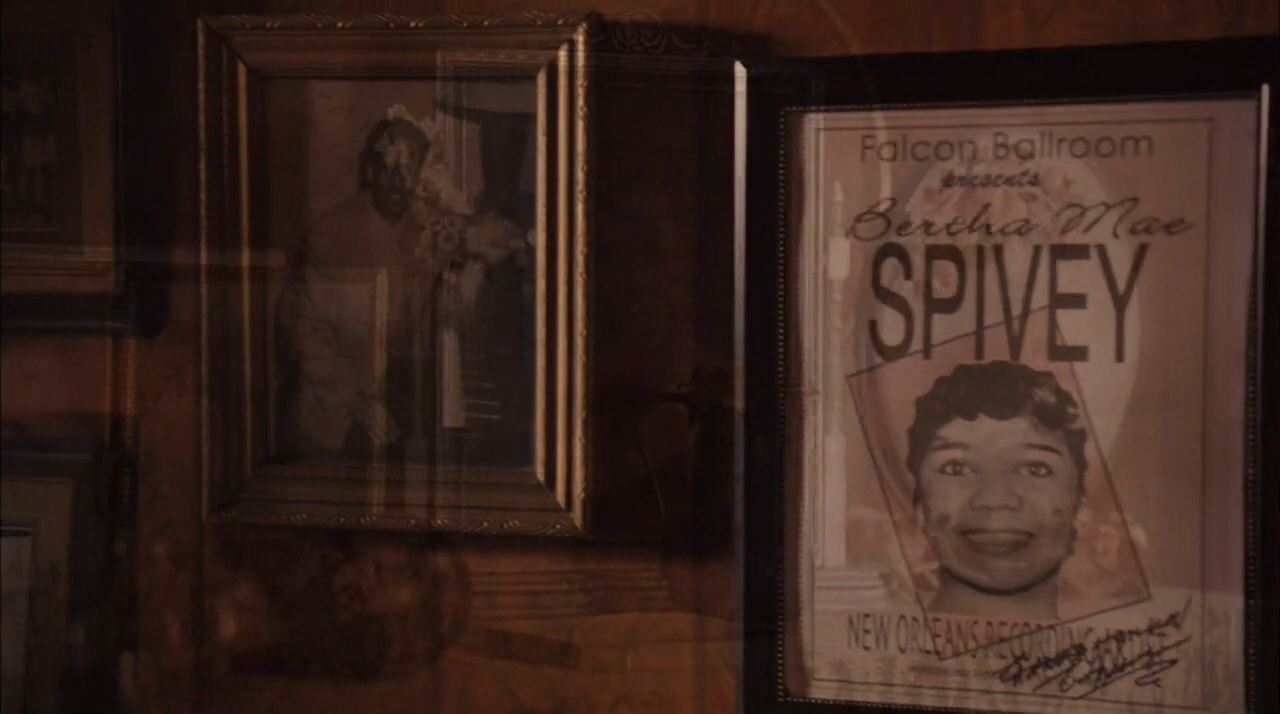 Falcon Ballroom
presents
Bertha Mae
SPIVEY
NEW ORLEANS RECORDING